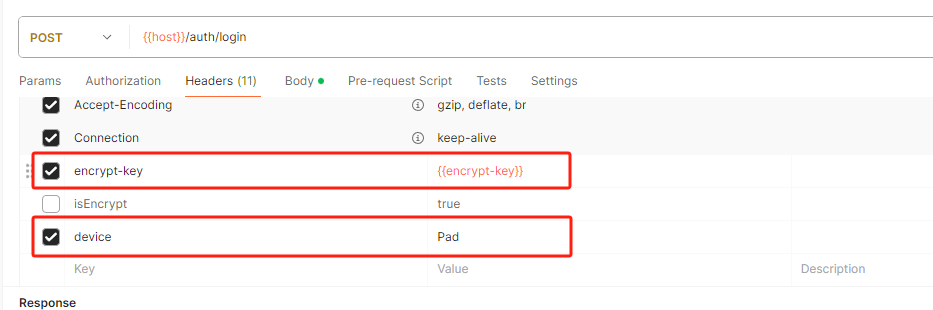 POST {{host}}/auth/login
Params Authorization Headers (11) Body Pre-request Script Tests Settings
Accept-Encoding gzip, deflate, br
Connection keep-alive
encrypt-key {{encrypt-key}}
isEncrypt true
device Pad
Key Value Description
Response